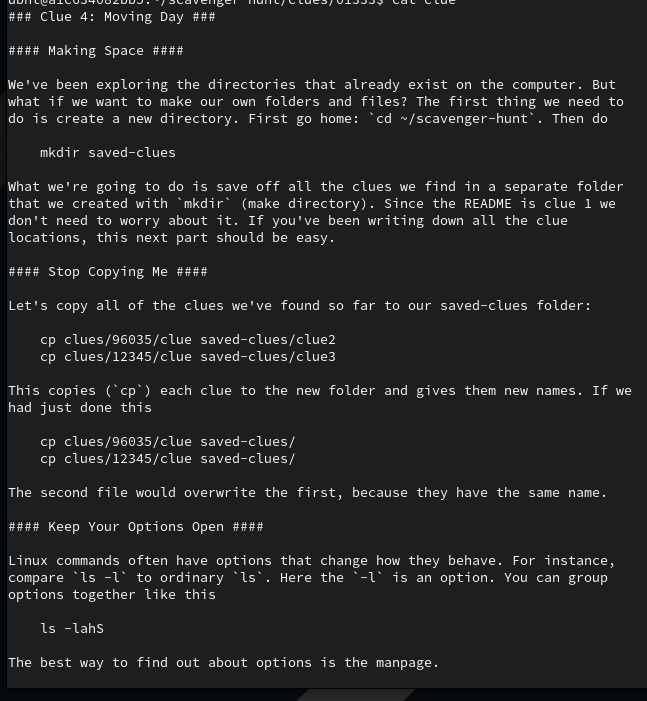 ### Clue 4: Moving Day ###
#### Making Space ####
We've been exploring the directories that already exist on the computer. But
what if we want to make our own folders and files? The first thing we need to
do is create a new directory. First go home: `cd ~/scavenger-hunt`. Then do
mkdir saved-clues
What we're going to do is save off all the clues we find in a separate folder
that we created with `mkdir` (make directory). Since the README is clue 1 we
don't need to worry about it. If you've been writing down all the clue
locations, this next part should be easy.
#### Stop Copying Me ####
Let's copy all of the clues we've found so far to our saved-clues folder:
cp clues/96035/clue saved-clues/clue2
cp clues/12345/clue saved-clues/clue3
This copies (`cp`) each clue to the new folder and gives them new names. If we
had just done this
cp clues/96035/clue saved-clues/
cp clues/12345/clue saved-clues/
The second file would overwrite the first, because they have the same name.
#### Keep Your Options Open ####
Linux commands often have options that change how they behave. For instance,
compare `ls -l` to ordinary `ls`. Here the `-l` is an option. You can group
options together like this
ls -lahS
The best way to find out about options is the manpage.